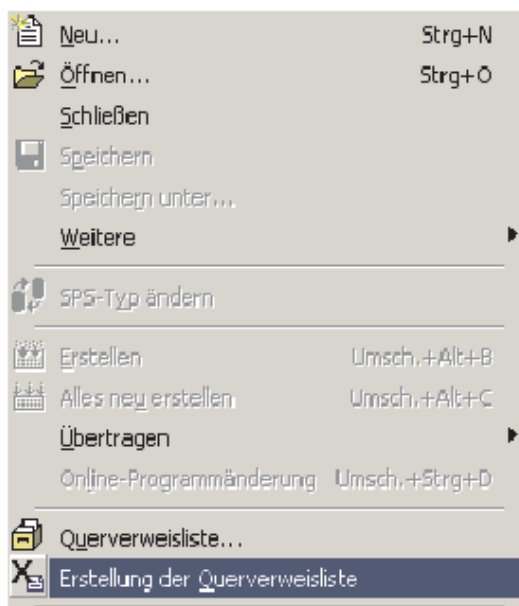 Neu... Strg+N
Öffnen... Strg+O
Schließen
Speichern
Speichern unter...
Weitere
SPS-Typ ändern
Erstellen Umsch.+Alt+B
Alles neu erstellen Umsch.+Alt+C
Übertragen
Online-Programmänderung Umsch.+Strg+D
Querverweisliste...
Erstellung der Querverweisliste